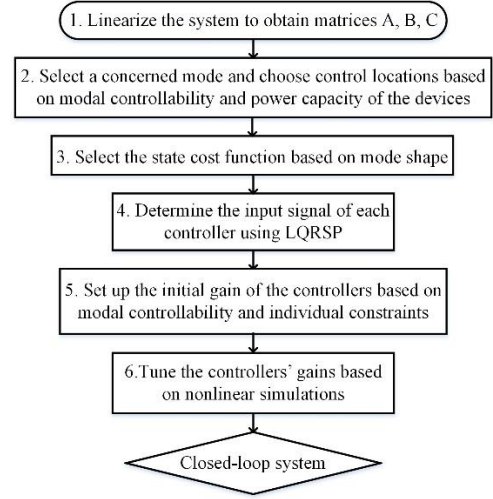 1. Linearize the system to obtain matrices A, B, C
2. Select a concerned mode and choose control locations based
on modal controllability and power capacity of the devices
3. Select the state cost function based on mode shape
4. Determine the input signal of each
controller using LQRSP
5. Set up the initial gain of the controllers based on
modal controllability and individual constraints
6.Tune the controllers' gains based
on nonlinear simulations
Closed-loop system